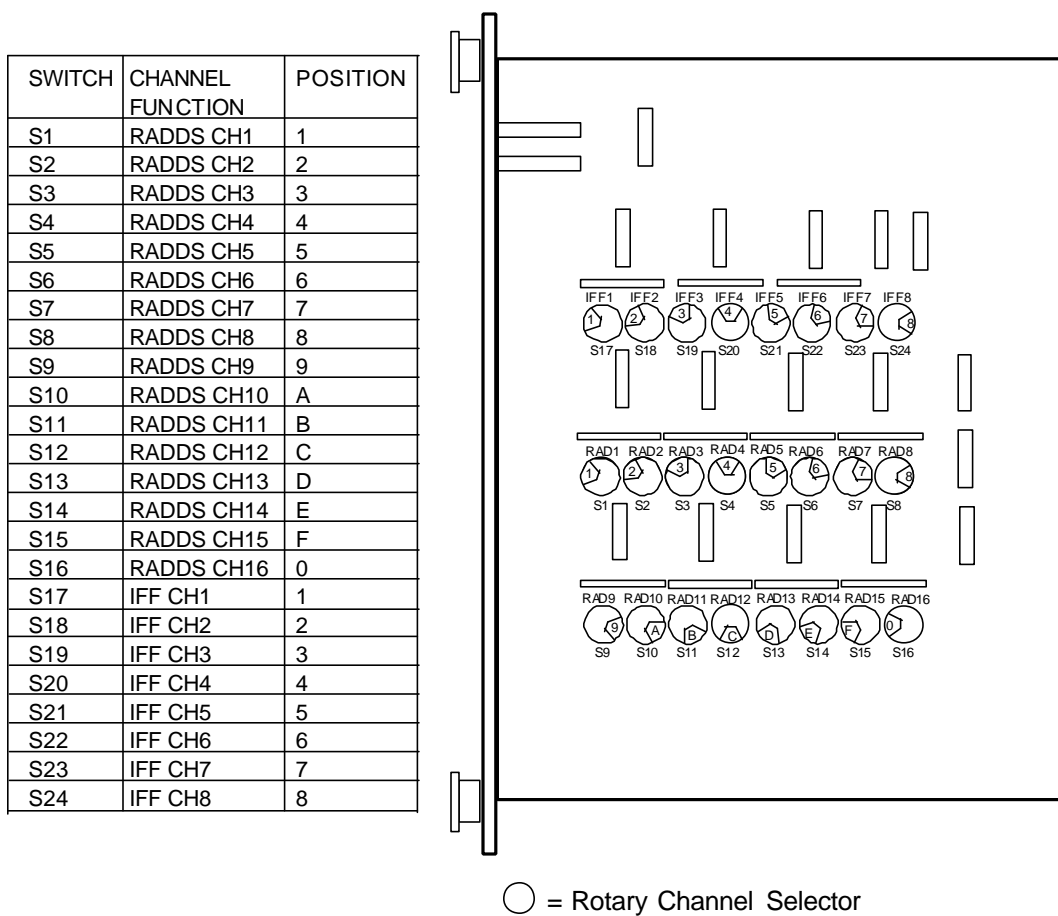 SWITCH CHANNEL FUNCTION POSITION
S1 RADDS CH1 1
S2 RADDS CH2 2
S3 RADDS CH3 3
S4 RADDS CH4 4
S5 RADDS CH5 5
S6 RADDS CH6 6
S7 RADDS CH7 7
S8 RADDS CH8 8
S9 RADDS CH9 9
S10 RADDS CH10 A
S11 RADDS CH11 B
S12 RADDS CH12 C
S13 RADDS CH13 D
S14 RADDS CH14 E
S15 RADDS CH15 F
S16 RADDS CH16 0
S17 IFF CH1 1
S18 IFF CH2 2
S19 IFF CH3 3
S20 IFF CH4 4
S21 IFF CH5 5
S22 IFF CH6 6
S23 IFF CH7 7
S24 IFF CH8 8
IFF1 IFF2 IFF3 IFF4 IFF5 IFF6 IFF7 IFF8
1 2 3 4 5 6 7 8
S17 S18 S19 S20 S21 S22 S23 S24
RAD1 RAD2 RAD3 RAD4 RAD5 RAD6 RAD7 RAD8
1 2 3 4 5 6 7 8
S1 S2 S3 S4 S5 S6 S7 S8
RAD9 RAD10 RAD11 RAD12 RAD13 RAD14 RAD15 RAD16
9 A B C D E F 0
S9 S10 S11 S12 S13 S14 S15 S16
= Rotary Channel Selector